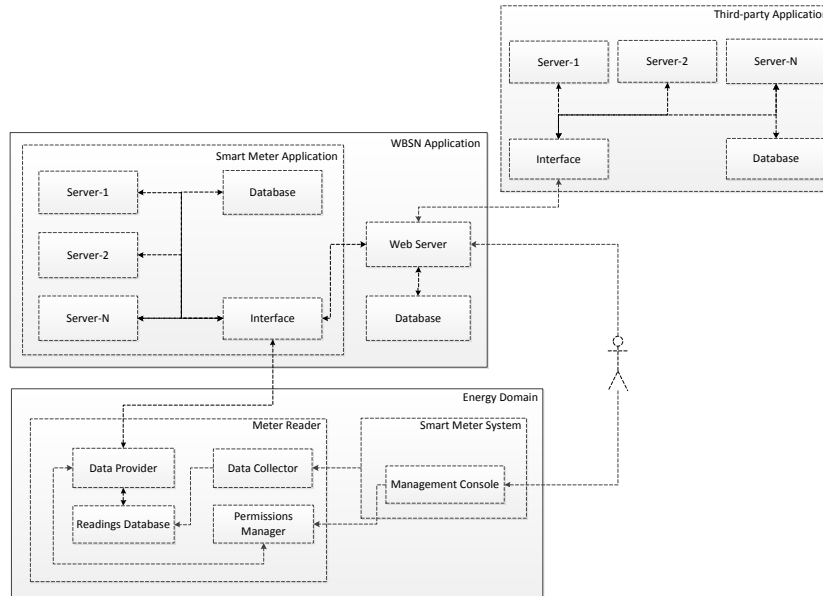 Third-party Application
Server-1
Server-2
Server-N
Interface
Database
WBSN Application
Smart Meter Application
Server-1
Database
Server-2
Web Server
Server-N
Interface
Database
Energy Domain
Meter Reader
Smart Meter System
Data Provider
Data Collector
Management Console
Readings Database
Permissions
Manager